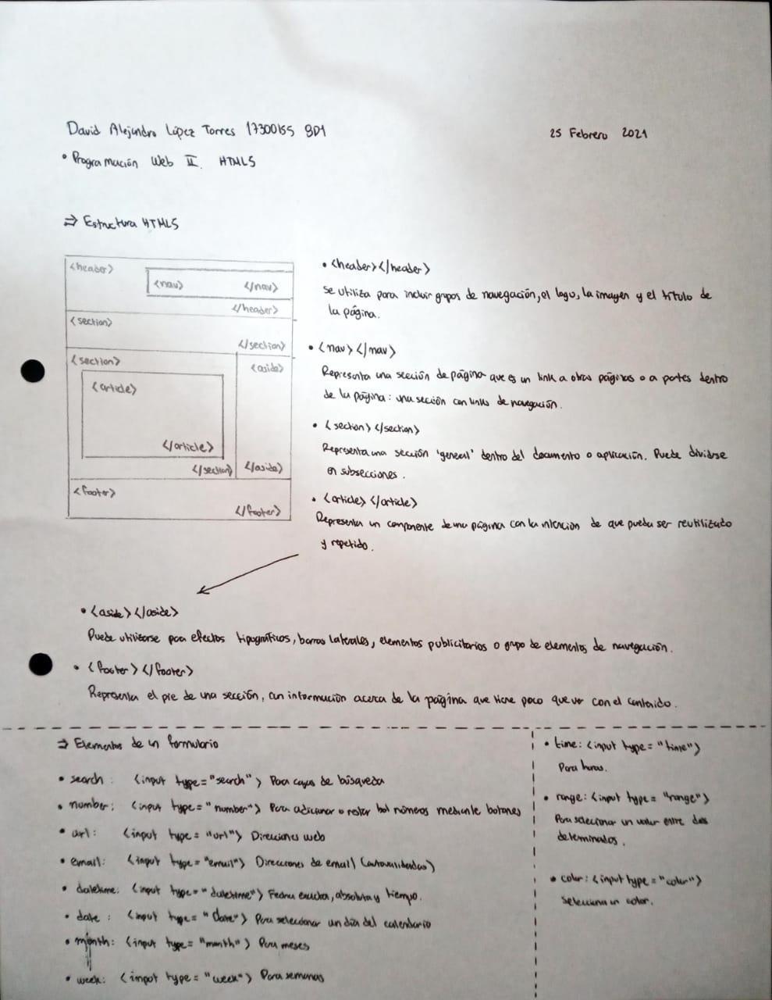 David Alejandro López Torres 17300155 8D1
25 Febrero 2021
• Programación Web II. HTML5
⇒ Estructura HTML5
<header>
<nav> </nav>
</header>
<section>
</section>
<section>
<aside>
<article>
</article>
</section> </aside>
<footer>
</footer>
• <header></header>
Se utiliza para incluir grupos de navegación, el logo, la imagen y el título de
la página.
• <nav></nav>
Representa una sección de página que es un link a otras páginas o a partes dentro
de la página: una sección con links de navegación.
• <section></section>
Representa una sección 'general' dentro del documento o aplicación. Puede dividirse
en subsecciones.
• <article></article>
Representa un componente de una página con la intención de que pueda ser reutilizado
y repetido.
• <aside></aside>
Puede utilizarse para efectos tipográficos, barras laterales, elementos publicitarios o grupo de elementos de navegación.
• <footer></footer>
Representa el pie de una sección, con información acerca de la página que tiene poco que ver con el contenido.
⇒ Elementos de un formulario
• search: <input type="search"> Para cajas de búsqueda
• number: <input type="number"> Para adicionar o restar números mediante botones
• url: <input type="url"> Direcciones web
• email: <input type="email"> Direcciones de email (autovalidadas)
• datetime: <input type="datetime"> Fecha exacta, absoluta y tiempo.
• date: <input type="Date"> Para seleccionar un día del calendario
• month: <input type="month"> Para meses
• week: <input type="week"> Para semanas
• time: <input type="time">
Para horas.
• range: <input type="range">
Para seleccionar un valor entre dos
determinados.
• color: <input type="color">
Selecciona un color.